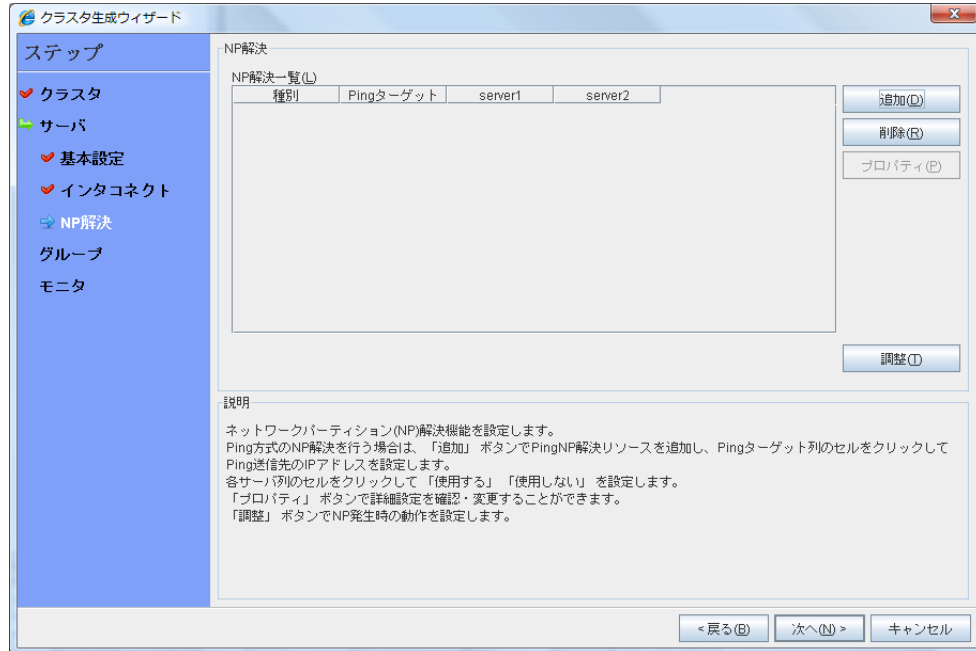 クラスタ生成ウィザード
ステップ
クラスタ
サーバ
基本設定
インタコネクト
NP解決
グループ
モニタ
NP解決
NP解決一覧(L)
種別 Pingターゲット server1 server2
追加(D)
削除(R)
プロパティ(P)
調整(T)
説明
ネットワークパーティション(NP)解決機能を設定します。
Ping方式のNP解決を行う場合は、「追加」 ボタンでPingNP解決リソースを追加し、Pingターゲット列のセルをクリックして
Ping送信先のIPアドレスを設定します。
各サーバ列のセルをクリックして 「使用する」 「使用しない」 を設定します。
「プロパティ」 ボタンで詳細設定を確認・変更することができます。
「調整」 ボタンでNP発生時の動作を設定します。
<戻る(B) 次へ(N) > キャンセル